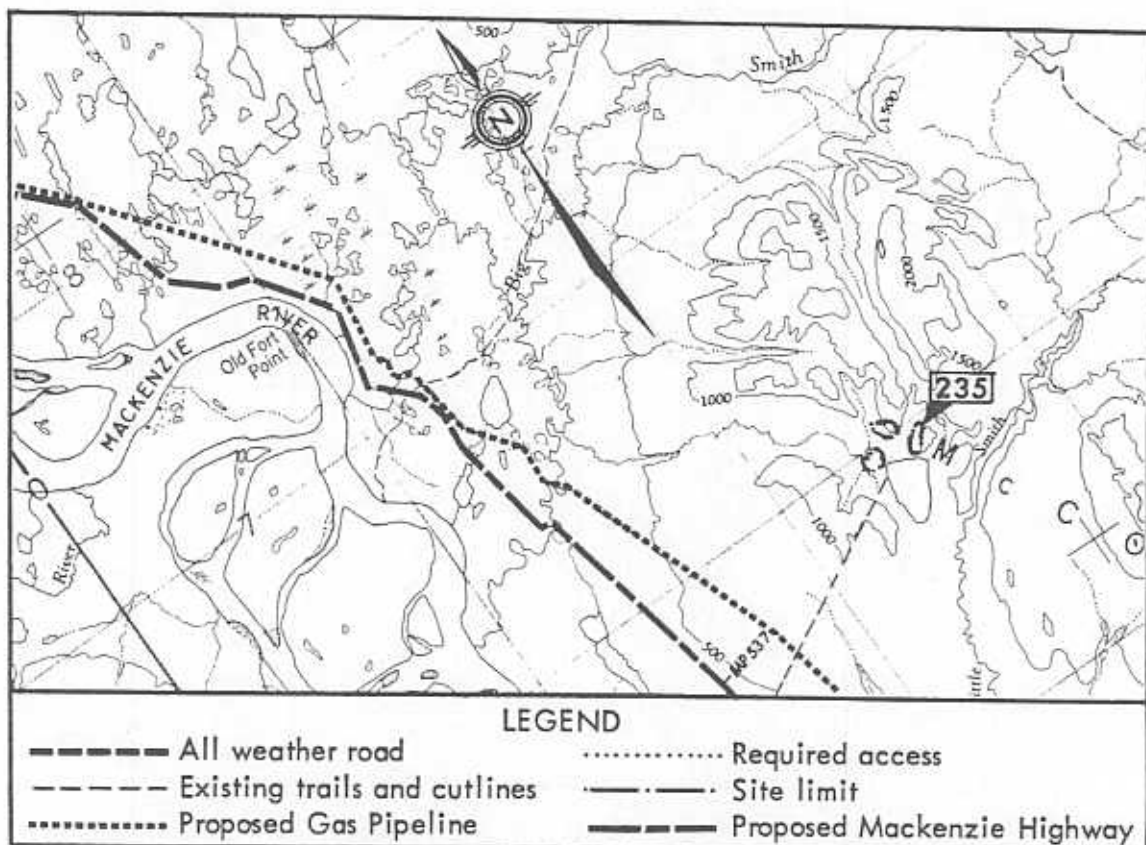 500
Smith
1500
N
Big
1500
2000
8
RIVER
Old Fort
Point
MACKENZIE
1500
1000
235
M
Smith
C
C
1000
River
500
MP 537
LEGEND
All weather road
Existing trails and cutlines
Proposed Gas Pipeline
Required access
Site limit
Proposed Mackenzie Highway